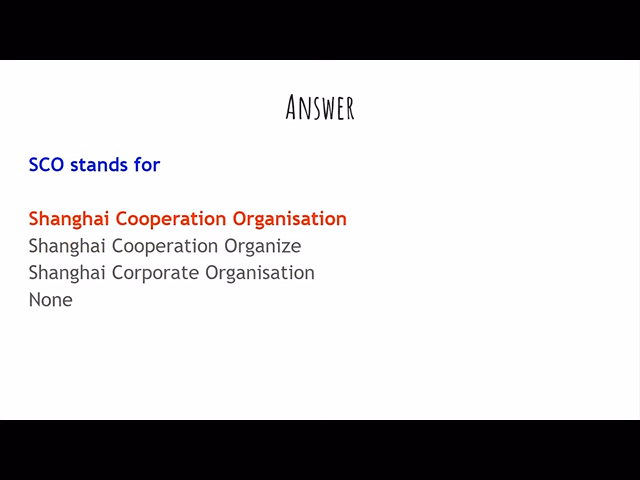 Answer
SCO stands for
Shanghai Cooperation Organisation
Shanghai Cooperation Organize
Shanghai Corporate Organisation
None